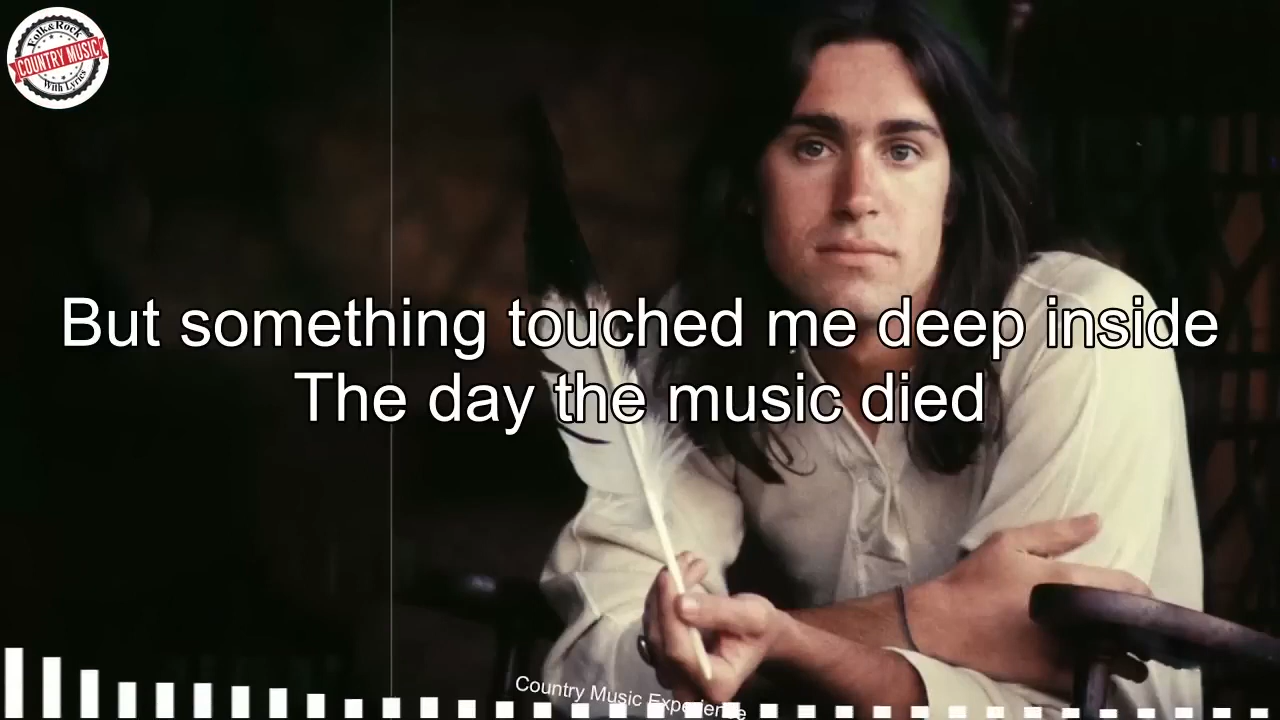 Folk&Rock
COUNTRY MUSIC
With Lyrics
But something touched me deep inside
The day the music died
Country Music Experience